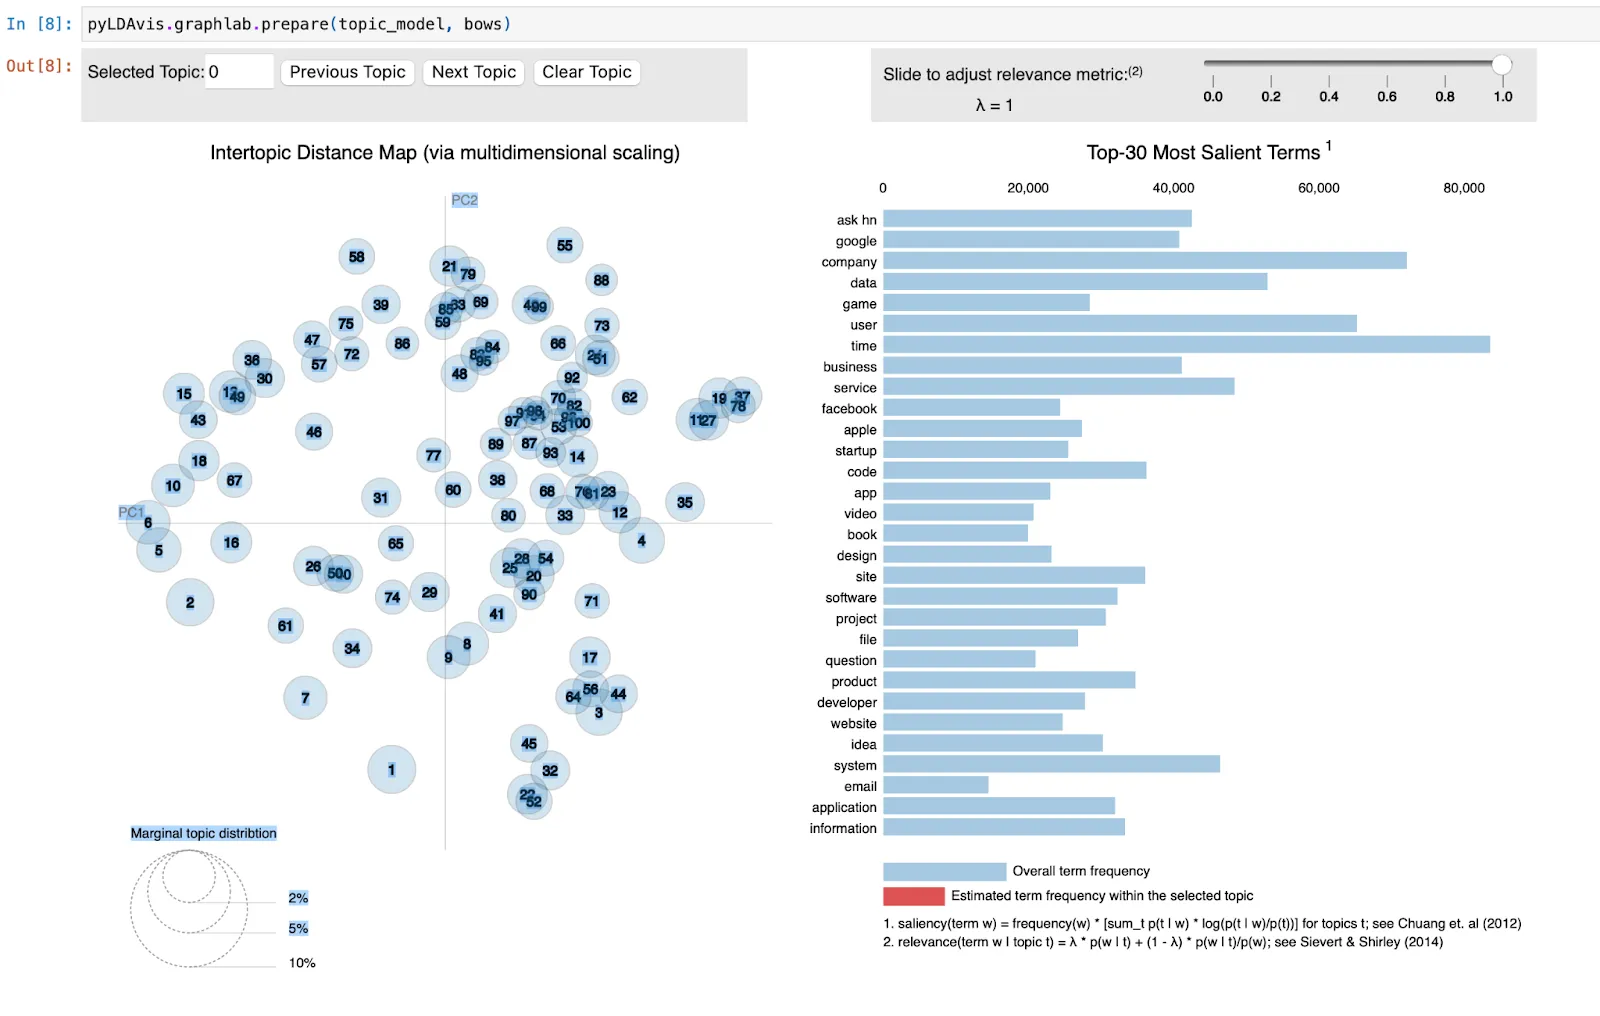 In [8]: pyLDAvis.graphlab.prepare(topic_model, bows)
Out[8]:
Selected Topic: 0 Previous Topic Next Topic Clear Topic
Slide to adjust relevance metric:(2)
λ = 1
0.0 0.2 0.4 0.6 0.8 1.0
Intertopic Distance Map (via multidimensional scaling)
PC2
PC1
55
58
21
79
88
39
85
69
99
75
59
73
47
86
84
66
72
51
36
57
95
48
92
30
15
49
70
62
19
37
82
78
43
97
98
1127
100
53
46
89
87
77
93
14
18
67
38
10
60
68
23
31
35
80
33
12
6
4
16
65
5
28
54
26
25
50
20
74
29
90
2
71
41
61
8
34
9
17
56
64
44
7
3
45
1
32
22
52
Marginal topic distribtion
2%
5%
10%
Top-30 Most Salient Terms 1
0 20,000 40,000 60,000 80,000
ask hn
google
company
data
game
user
time
business
service
facebook
apple
startup
code
app
video
book
design
site
software
project
file
question
product
developer
website
idea
system
email
application
information
Overall term frequency
Estimated term frequency within the selected topic
1. saliency(term w) = frequency(w) * [sum_t p(t | w) * log(p(t | w)/p(t))] for topics t; see Chuang et. al (2012)
2. relevance(term w | topic t) = λ * p(w | t) + (1 - λ) * p(w | t)/p(w); see Sievert & Shirley (2014)